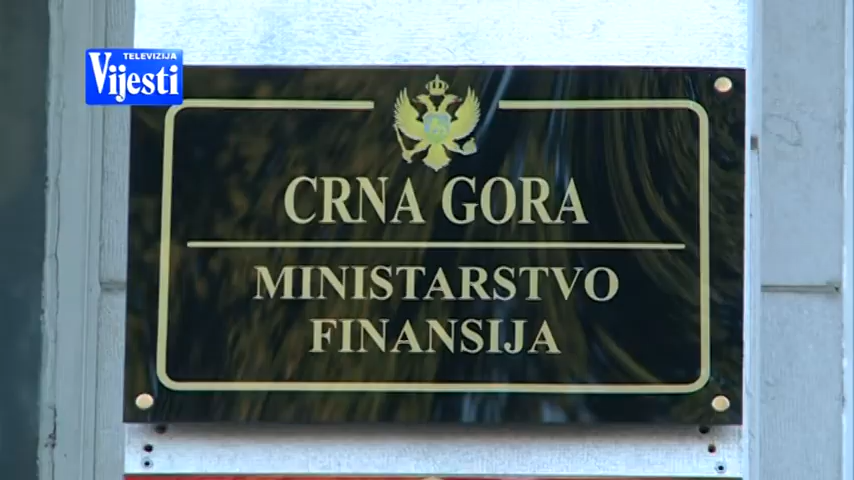 TELEVIZIJA
Vijesti
CRNA GORA
MINISTARSTVO
FINANSIJA